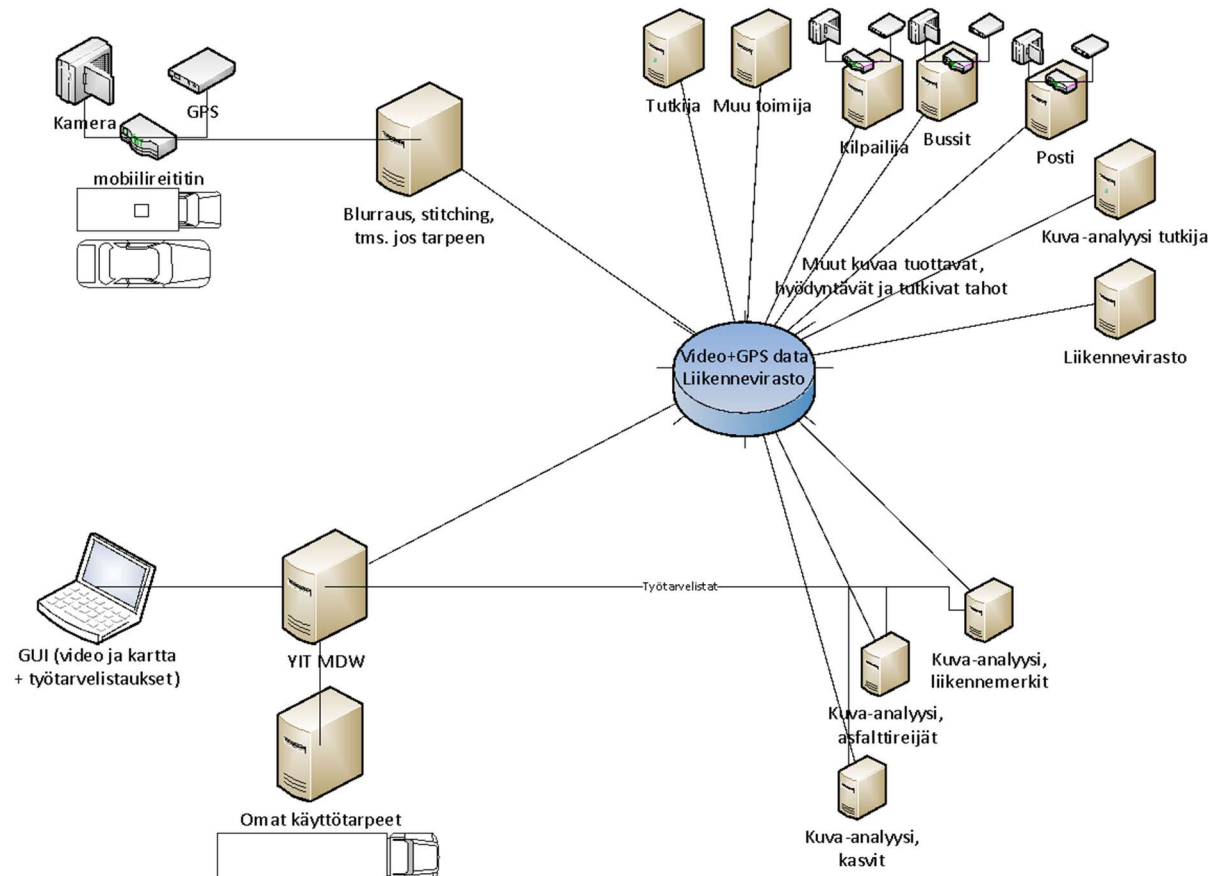 Kamera
GPS
mobiilireititin
Blurraus, stitching,
tms. jos tarpeen
Tutkija
Muu toimija
Kilpailija
Bussit
Posti
Kuva-analyysi tutkija
Muut kuvaa tuottavat,
hyödyntävät ja tutkivat tahot
Liikennevirasto
Video+GPS data
Liikennevirasto
GUI (video ja kartta
+ työtarvelistaukset)
YIT MDW
Työtarvelistat
Kuva-analyysi,
liikennemerkit
Kuva-analyysi,
asfalttireijät
Omat käyttötarpeet
Kuva-analyysi,
kasvit